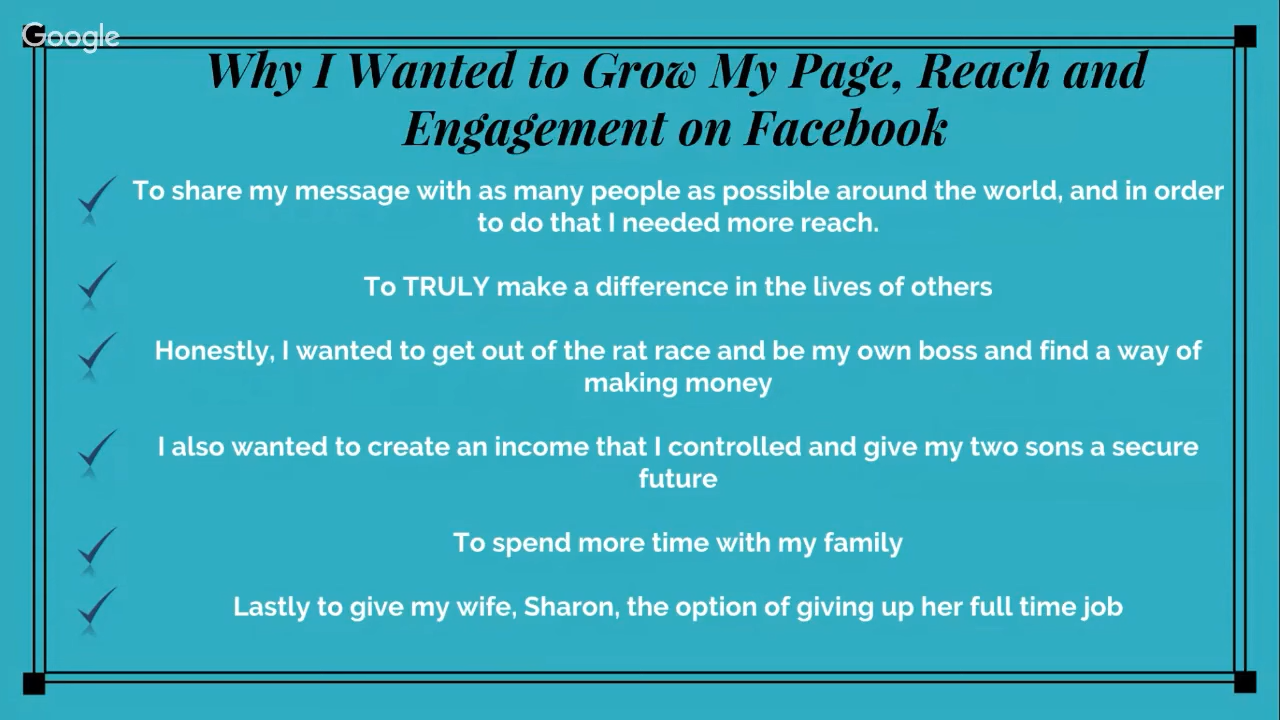 Google
Why I Wanted to Grow My Page, Reach and
Engagement on Facebook
To share my message with as many people as possible around the world, and in order
to do that I needed more reach.
To TRULY make a difference in the lives of others
Honestly, I wanted to get out of the rat race and be my own boss and find a way of
making money
I also wanted to create an income that I controlled and give my two sons a secure
future
To spend more time with my family
Lastly to give my wife, Sharon, the option of giving up her full time job